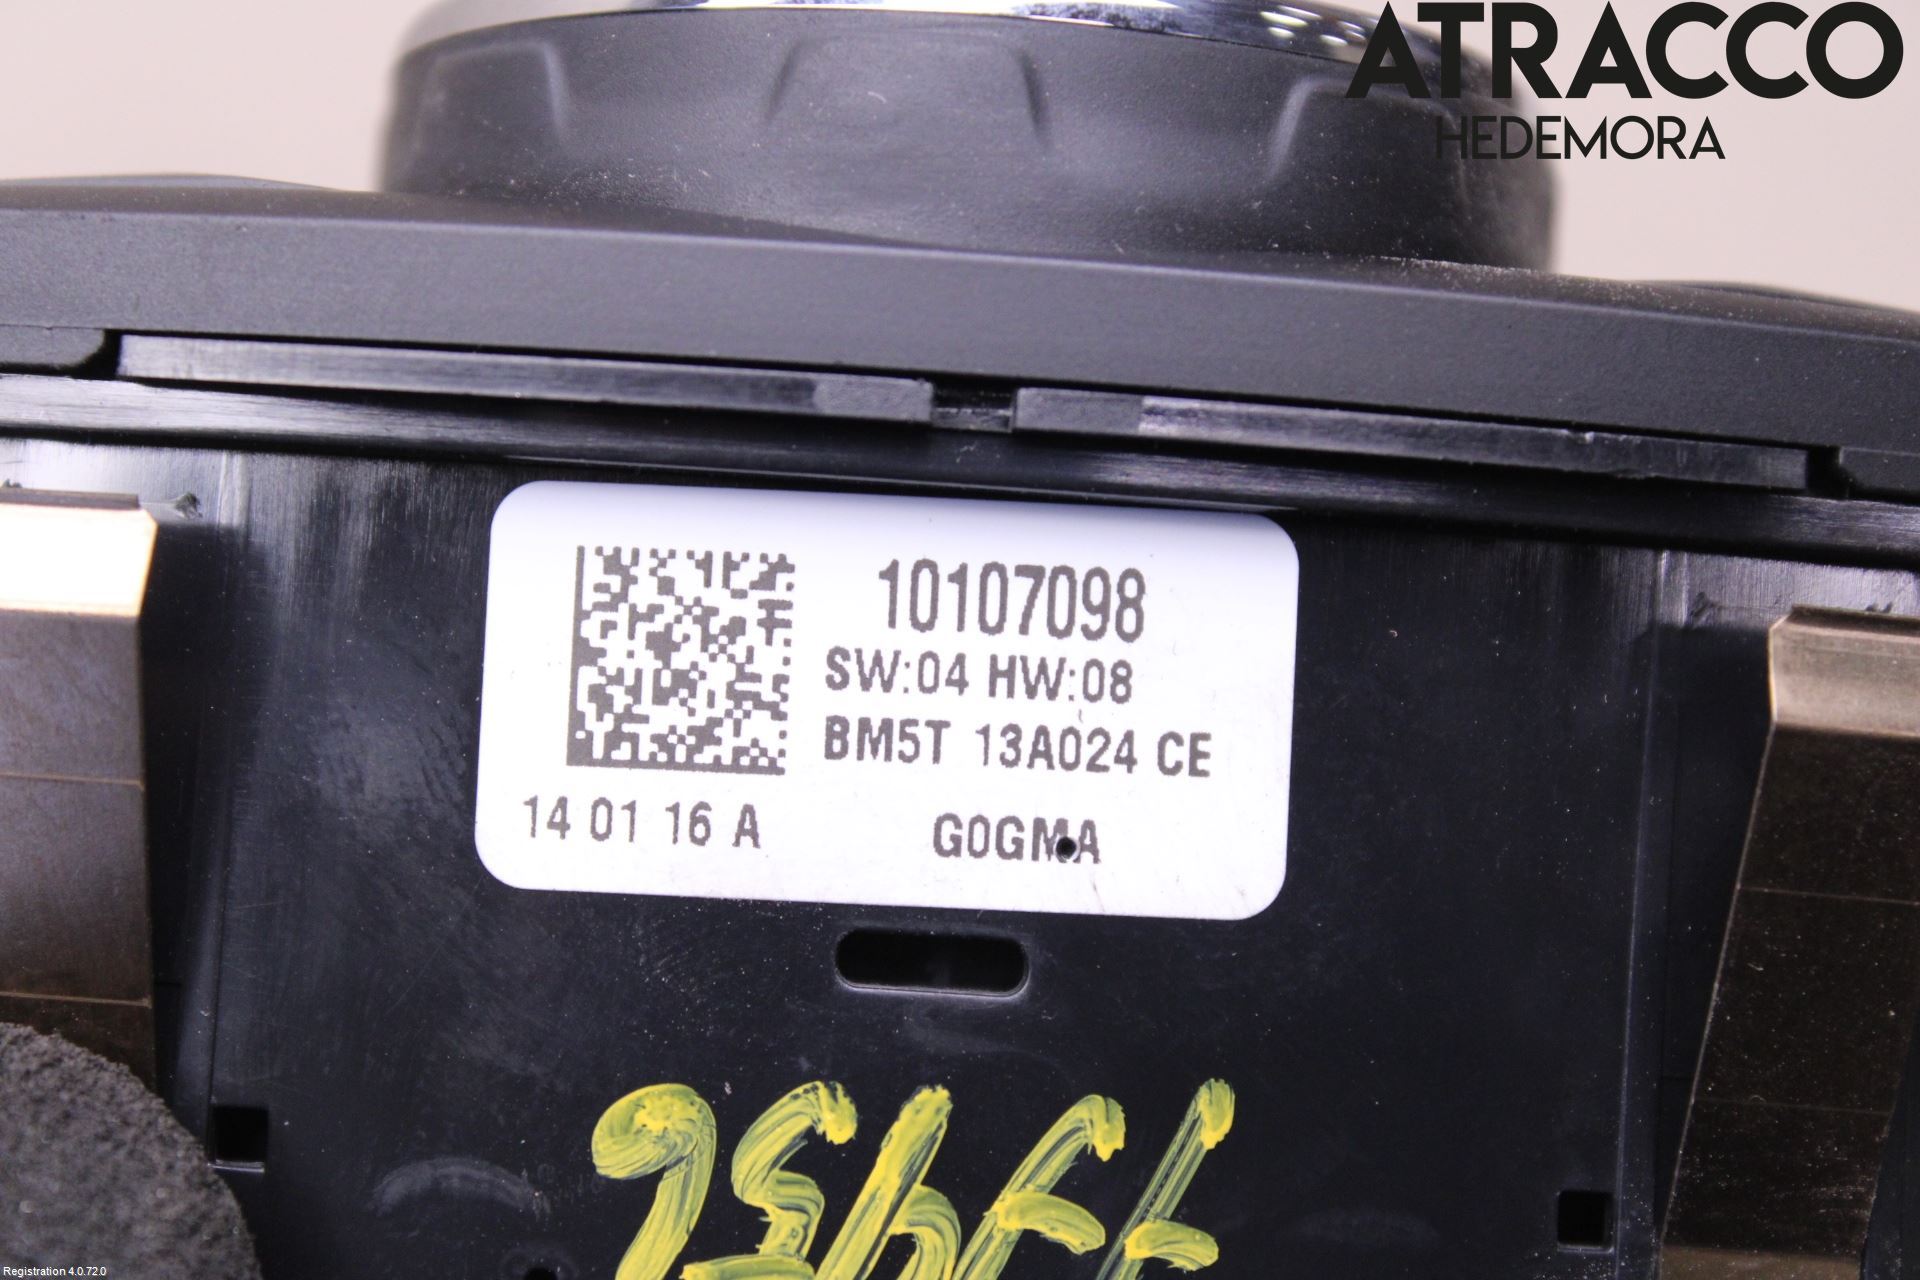 ATRACCO
HEDEMORA
10107098
SW:04 HW:08
BM5T 13A024 CE
14 01 16 A
G0GMA
Registration 4.0.72.0